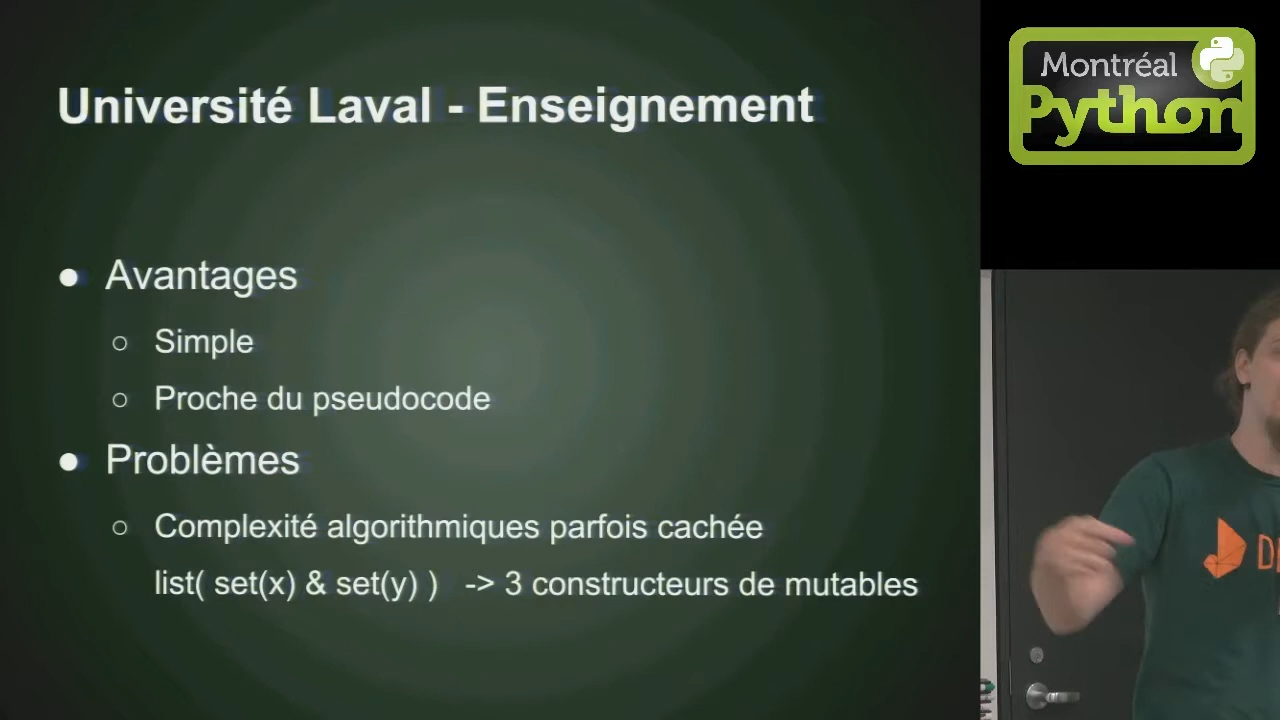 Université Laval - Enseignement
● Avantages
○ Simple
○ Proche du pseudocode
● Problèmes
○ Complexité algorithmiques parfois cachée
list( set(x) & set(y) ) -> 3 constructeurs de mutables
Montréal
Python